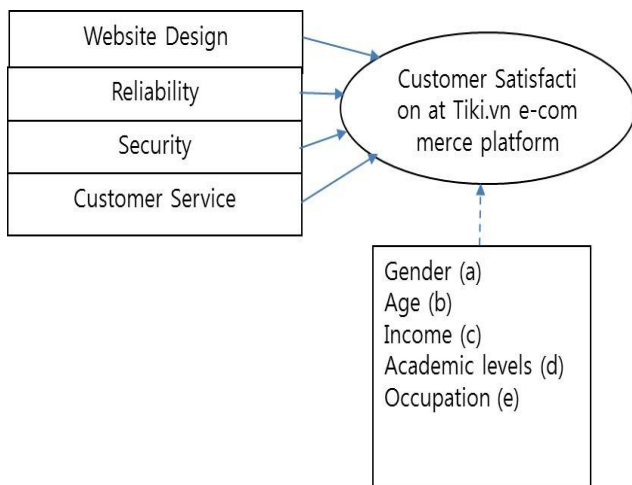 Website Design
Reliability
Security
Customer Service
Customer Satisfacti
on at Tiki.vn e-com
merce platform
Gender (a)
Age (b)
Income (c)
Academic levels (d)
Occupation (e)